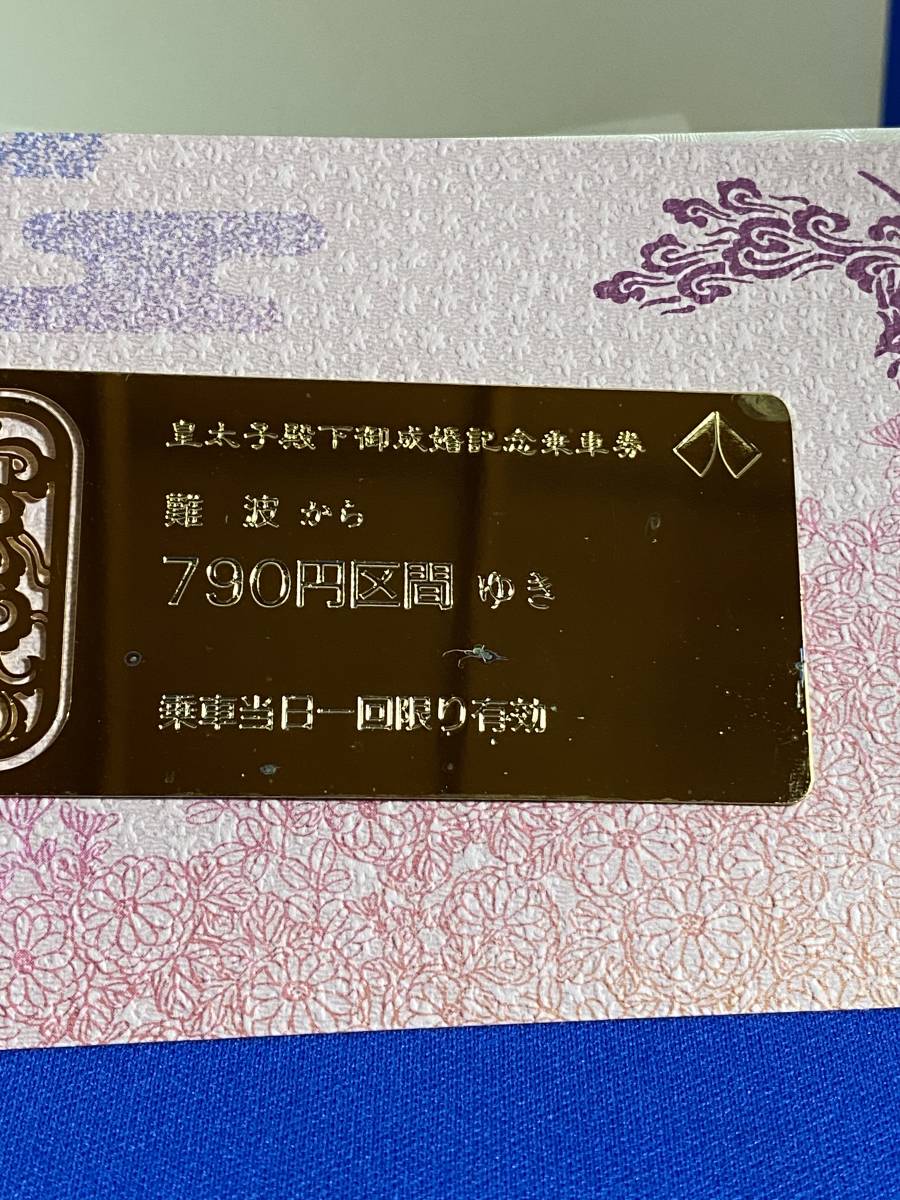 皇太子殿下御成婚記念乗車券
難　波 から
790円区間 ゆき
乗車当日一回限り有効